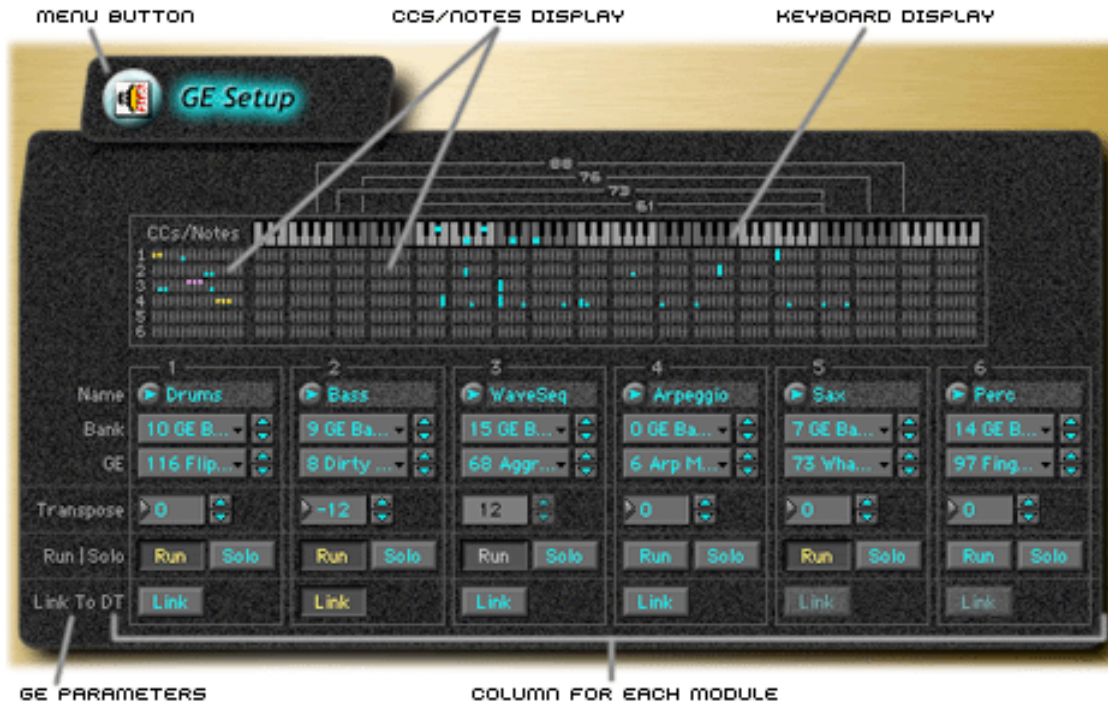 MENU BUTTON CCS/NOTES DISPLAY KEYBOARD DISPLAY
GE Setup
88
76
73
61
CCs/Notes
1
2
3
4
5
6
1 2 3 4 5 6
Name Drums Bass WaveSeq Arpeggio Sax Perc
Bank 10 GE B... 9 GE Ba... 15 GE B... 0 GE Ba... 7 GE Ba... 14 GE B...
GE 116 Flip... 8 Dirty ... 68 Aggr... 6 Arp M... 73 Wha... 97 Fing...
Transpose 0 -12 12 0 0 0
Run | Solo Run Solo Run Solo Run Solo Run Solo Run Solo Run Solo
Link To DT Link Link Link Link Link Link
GE PARAMETERS COLUMN FOR EACH MODULE